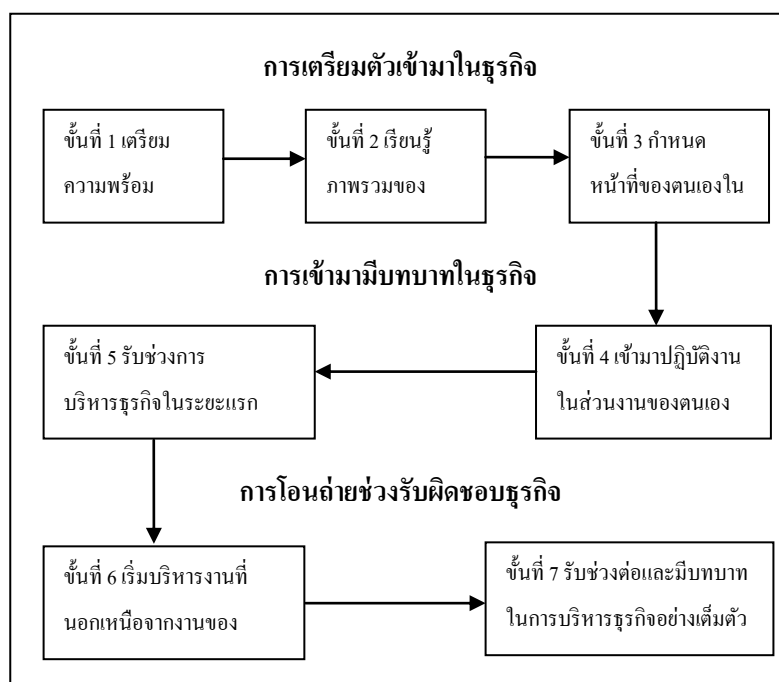 การเตรียมตัวเข้ามาในธุรกิจ
ขั้นที่ 1 เตรียม
ความพร้อม
ขั้นที่ 2 เรียนรู้
ภาพรวมของ
ขั้นที่ 3 กำหนด
หน้าที่ของตนเองใน
การเข้ามามีบทบาทในธุรกิจ
ขั้นที่ 4 เข้ามาปฏิบัติงาน
ในส่วนงานของตนเอง
ขั้นที่ 5 รับช่วงการ
บริหารธุรกิจในระยะแรก
การโอนถ่ายช่วงรับผิดชอบธุรกิจ
ขั้นที่ 6 เริ่มบริหารงานที่
นอกเหนือจากงานของ
ขั้นที่ 7 รับช่วงต่อและมีบทบาท
ในการบริหารธุรกิจอย่างเต็มตัว